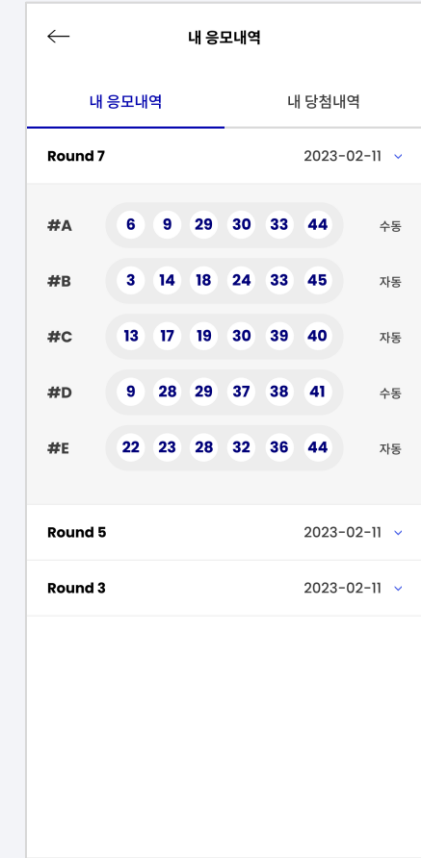 내 응모내역
내 응모내역 내 당첨내역
Round 7 2023-02-11
#A 6 9 29 30 33 44 수동
#B 3 14 18 24 33 45 자동
#C 13 17 19 30 39 40 자동
#D 9 28 29 37 38 41 수동
#E 22 23 28 32 36 44 자동
Round 5 2023-02-11
Round 3 2023-02-11